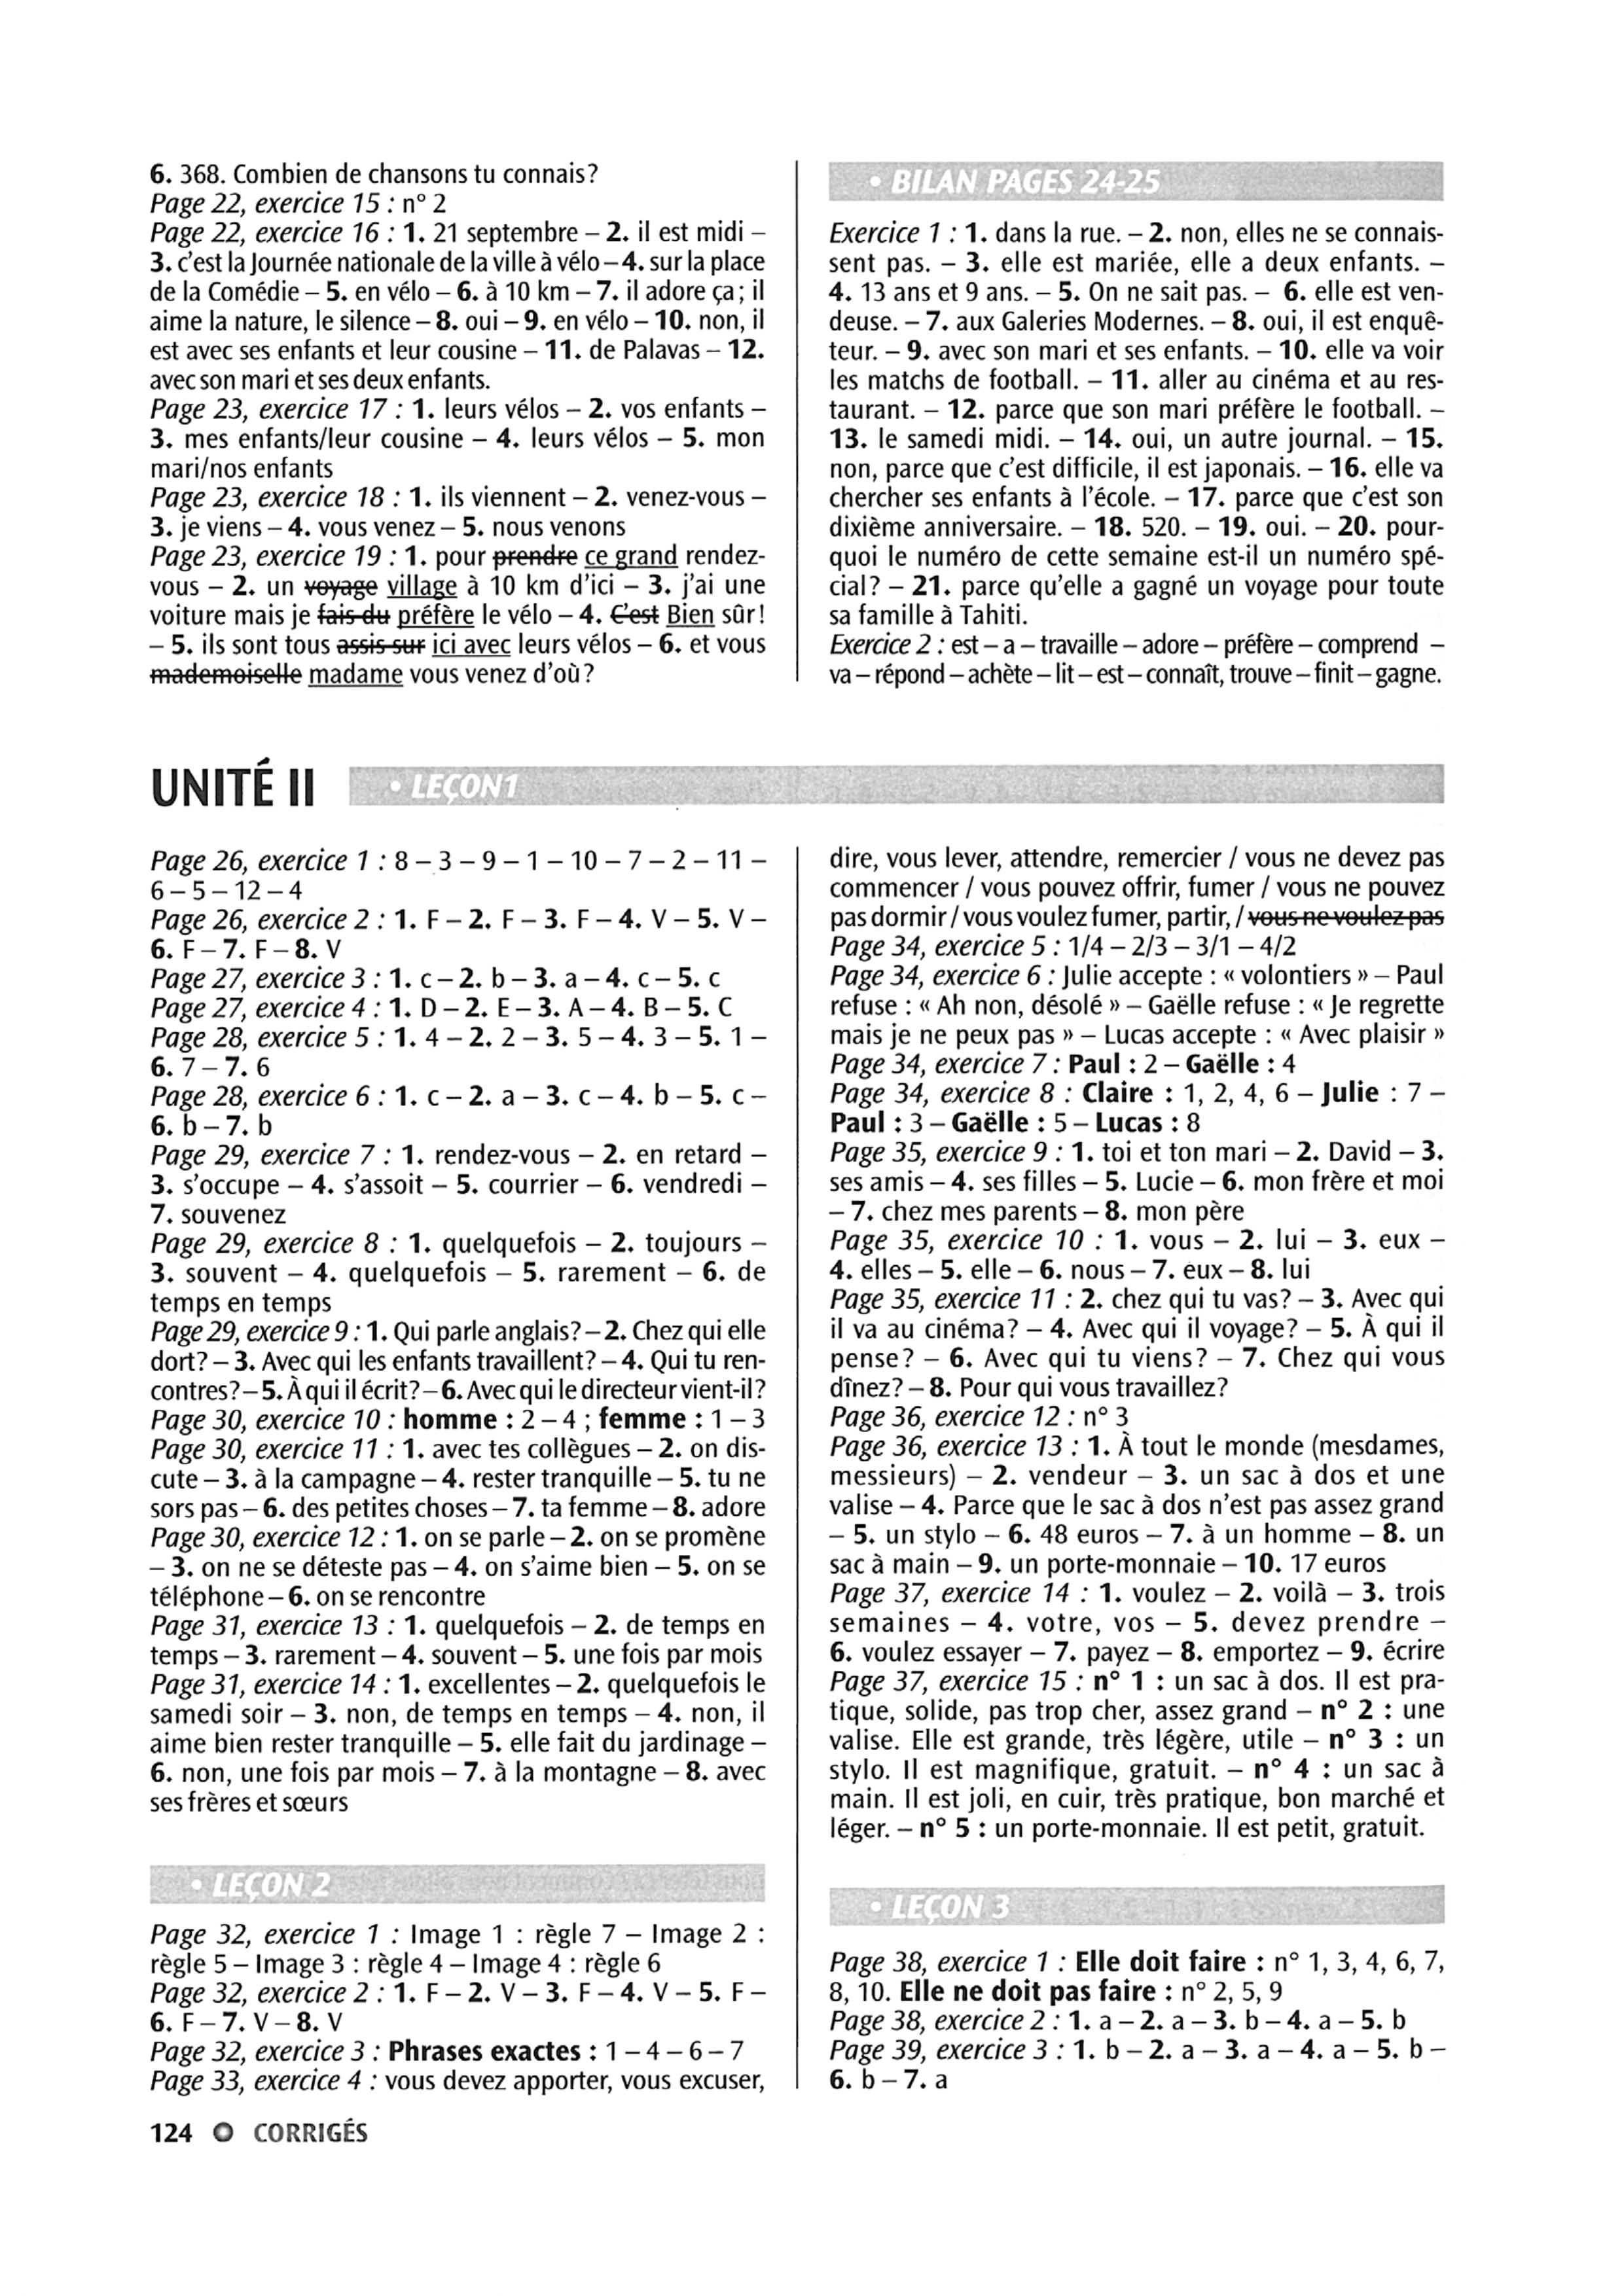 6. 368. Combien de chansons tu connais?
Page 22, exercice 15 : n° 2
Page 22, exercice 16 : 1. 21 septembre – 2. il est midi –
3. c'est la Journée nationale de la ville à vélo – 4. sur la place
de la Comédie – 5. en vélo – 6. à 10 km – 7. il adore ça; il
aime la nature, le silence – 8. oui – 9. en vélo – 10. non, il
est avec ses enfants et leur cousine – 11. de Palavas – 12.
avec son mari et ses deux enfants.
Page 23, exercice 17 : 1. leurs vélos – 2. vos enfants –
3. mes enfants/leur cousine – 4. leurs vélos – 5. mon
mari/nos enfants
Page 23, exercice 18 : 1. ils viennent – 2. venez-vous –
3. je viens – 4. vous venez – 5. nous venons
Page 23, exercice 19 : 1. pour prendre ce grand rendez-
vous – 2. un voyage village à 10 km d'ici – 3. j'ai une
voiture mais je fais du préfère le vélo – 4. C'est Bien sûr!
– 5. ils sont tous assis sur ici avec leurs vélos – 6. et vous
mademoiselle madame vous venez d'où?
• BILAN PAGES 24-25
Exercice 1 : 1. dans la rue. – 2. non, elles ne se connais-
sent pas. – 3. elle est mariée, elle a deux enfants. –
4. 13 ans et 9 ans. – 5. On ne sait pas. – 6. elle est ven-
deuse. – 7. aux Galeries Modernes. – 8. oui, il est enquê-
teur. – 9. avec son mari et ses enfants. – 10. elle va voir
les matchs de football. – 11. aller au cinéma et au res-
taurant. – 12. parce que son mari préfère le football. –
13. le samedi midi. – 14. oui, un autre journal. – 15.
non, parce que c'est difficile, il est japonais. – 16. elle va
chercher ses enfants à l'école. – 17. parce que c'est son
dixième anniversaire. – 18. 520. – 19. oui. – 20. pour-
quoi le numéro de cette semaine est-il un numéro spé-
cial? – 21. parce qu'elle a gagné un voyage pour toute
sa famille à Tahiti.
Exercice 2 : est – a – travaille – adore – préfère – comprend –
va – répond – achète – lit – est – connaît, trouve – finit – gagne.
UNITÉ II • LEÇON1
Page 26, exercice 1 : 8 – 3 – 9 – 1 – 10 – 7 – 2 – 11 –
6 – 5 – 12 – 4
Page 26, exercice 2 : 1. F – 2. F – 3. F – 4. V – 5. V –
6. F – 7. F – 8. V
Page 27, exercice 3 : 1. c – 2. b – 3. a – 4. c – 5. c
Page 27, exercice 4 : 1. D – 2. E – 3. A – 4. B – 5. C
Page 28, exercice 5 : 1. 4 – 2. 2 – 3. 5 – 4. 3 – 5. 1 –
6. 7 – 7. 6
Page 28, exercice 6 : 1. c – 2. a – 3. c – 4. b – 5. c –
6. b – 7. b
Page 29, exercice 7 : 1. rendez-vous – 2. en retard –
3. s'occupe – 4. s'assoit – 5. courrier – 6. vendredi –
7. souvenez
Page 29, exercice 8 : 1. quelquefois – 2. toujours –
3. souvent – 4. quelquefois – 5. rarement – 6. de
temps en temps
Page 29, exercice 9 : 1. Qui parle anglais? – 2. Chez qui elle
dort? – 3. Avec qui les enfants travaillent? – 4. Qui tu ren-
contres? – 5. À qui il écrit? – 6. Avec qui le directeur vient-il?
Page 30, exercice 10 : homme : 2 – 4 ; femme : 1 – 3
Page 30, exercice 11 : 1. avec tes collègues – 2. on dis-
cute – 3. à la campagne – 4. rester tranquille – 5. tu ne
sors pas – 6. des petites choses – 7. ta femme – 8. adore
Page 30, exercice 12 : 1. on se parle – 2. on se promène
– 3. on ne se déteste pas – 4. on s'aime bien – 5. on se
téléphone – 6. on se rencontre
Page 31, exercice 13 : 1. quelquefois – 2. de temps en
temps – 3. rarement – 4. souvent – 5. une fois par mois
Page 31, exercice 14 : 1. excellentes – 2. quelquefois le
samedi soir – 3. non, de temps en temps – 4. non, il
aime bien rester tranquille – 5. elle fait du jardinage –
6. non, une fois par mois – 7. à la montagne – 8. avec
ses frères et sœurs
• LEÇON 2
Page 32, exercice 1 : Image 1 : règle 7 – Image 2 :
règle 5 – Image 3 : règle 4 – Image 4 : règle 6
Page 32, exercice 2 : 1. F – 2. V – 3. F – 4. V – 5. F –
6. F – 7. V – 8. V
Page 32, exercice 3 : Phrases exactes : 1 – 4 – 6 – 7
Page 33, exercice 4 : vous devez apporter, vous excuser,
dire, vous lever, attendre, remercier / vous ne devez pas
commencer / vous pouvez offrir, fumer / vous ne pouvez
pas dormir / vous voulez fumer, partir, / vous ne voulez pas
Page 34, exercice 5 : 1/4 – 2/3 – 3/1 – 4/2
Page 34, exercice 6 : Julie accepte : « volontiers » – Paul
refuse : « Ah non, désolé » – Gaëlle refuse : « Je regrette
mais je ne peux pas » – Lucas accepte : « Avec plaisir »
Page 34, exercice 7 : Paul : 2 – Gaëlle : 4
Page 34, exercice 8 : Claire : 1, 2, 4, 6 – Julie : 7 –
Paul : 3 – Gaëlle : 5 – Lucas : 8
Page 35, exercice 9 : 1. toi et ton mari – 2. David – 3.
ses amis – 4. ses filles – 5. Lucie – 6. mon frère et moi
– 7. chez mes parents – 8. mon père
Page 35, exercice 10 : 1. vous – 2. lui – 3. eux –
4. elles – 5. elle – 6. nous – 7. eux – 8. lui
Page 35, exercice 11 : 2. chez qui tu vas? – 3. Avec qui
il va au cinéma? – 4. Avec qui il voyage? – 5. À qui il
pense? – 6. Avec qui tu viens? – 7. Chez qui vous
dînez? – 8. Pour qui vous travaillez?
Page 36, exercice 12 : n° 3
Page 36, exercice 13 : 1. À tout le monde (mesdames,
messieurs) – 2. vendeur – 3. un sac à dos et une
valise – 4. Parce que le sac à dos n'est pas assez grand
– 5. un stylo – 6. 48 euros – 7. à un homme – 8. un
sac à main – 9. un porte-monnaie – 10. 17 euros
Page 37, exercice 14 : 1. voulez – 2. voilà – 3. trois
semaines – 4. votre, vos – 5. devez prendre –
6. voulez essayer – 7. payez – 8. emportez – 9. écrire
Page 37, exercice 15 : n° 1 : un sac à dos. Il est pra-
tique, solide, pas trop cher, assez grand – n° 2 : une
valise. Elle est grande, très légère, utile – n° 3 : un
stylo. Il est magnifique, gratuit. – n° 4 : un sac à
main. Il est joli, en cuir, très pratique, bon marché et
léger. – n° 5 : un porte-monnaie. Il est petit, gratuit.
• LEÇON 3
Page 38, exercice 1 : Elle doit faire : n° 1, 3, 4, 6, 7,
8, 10. Elle ne doit pas faire : n° 2, 5, 9
Page 38, exercice 2 : 1. a – 2. a – 3. b – 4. a – 5. b
Page 39, exercice 3 : 1. b – 2. a – 3. a – 4. a – 5. b –
6. b – 7. a
124 CORRIGÉS